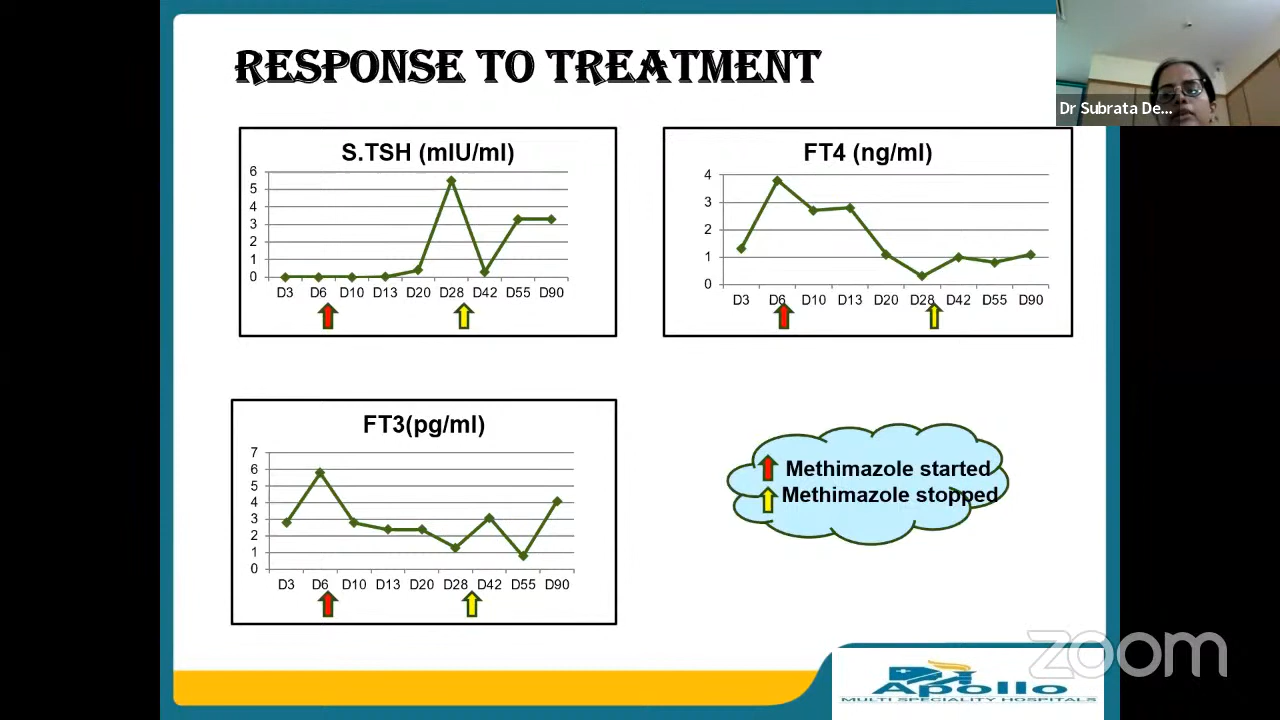 RESPONSE TO TREATMENT
Dr Subrata De...
S.TSH (mIU/ml)
6
5
4
3
2
1
0
D3 D6 D10 D13 D20 D28 D42 D55 D90
FT4 (ng/ml)
4
3
2
1
0
D3 D6 D10 D13 D20 D28 D42 D55 D90
FT3(pg/ml)
7
6
5
4
3
2
1
0
D3 D6 D10 D13 D20 D28 D42 D55 D90
Methimazole started
Methimazole stopped
zoom
Apollo
MULTI SPECIALITY HOSPITALS